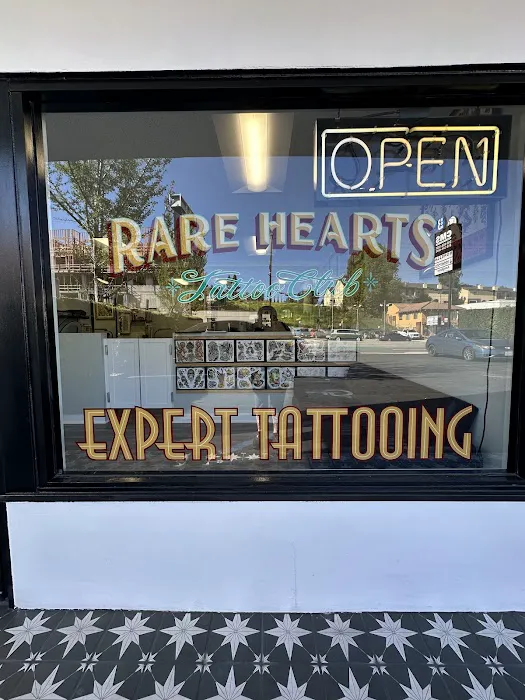 OPEN
RARE HEARTS
Tattoo Club
EXPERT TATTOOING